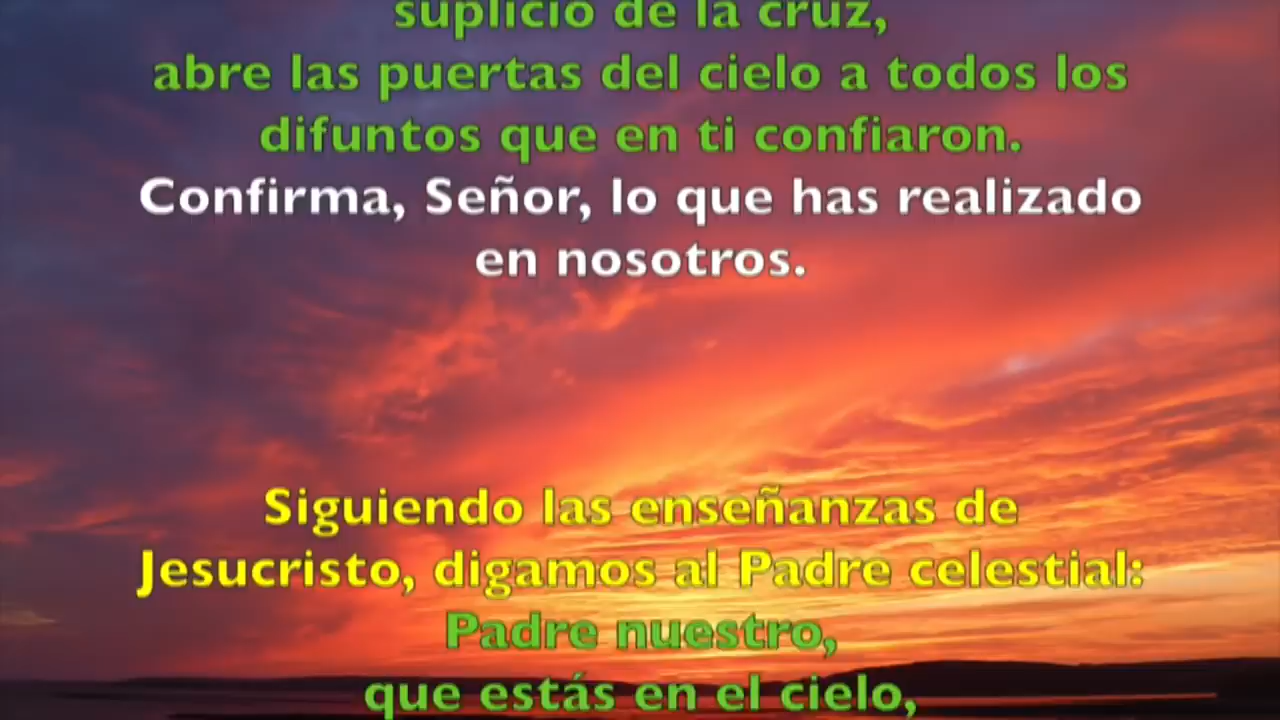 suplicio de la cruz,
abre las puertas del cielo a todos los
difuntos que en ti confiaron.
Confirma, Señor, lo que has realizado
en nosotros.
Siguiendo las enseñanzas de
Jesucristo, digamos al Padre celestial:
Padre nuestro,
que estás en el cielo,